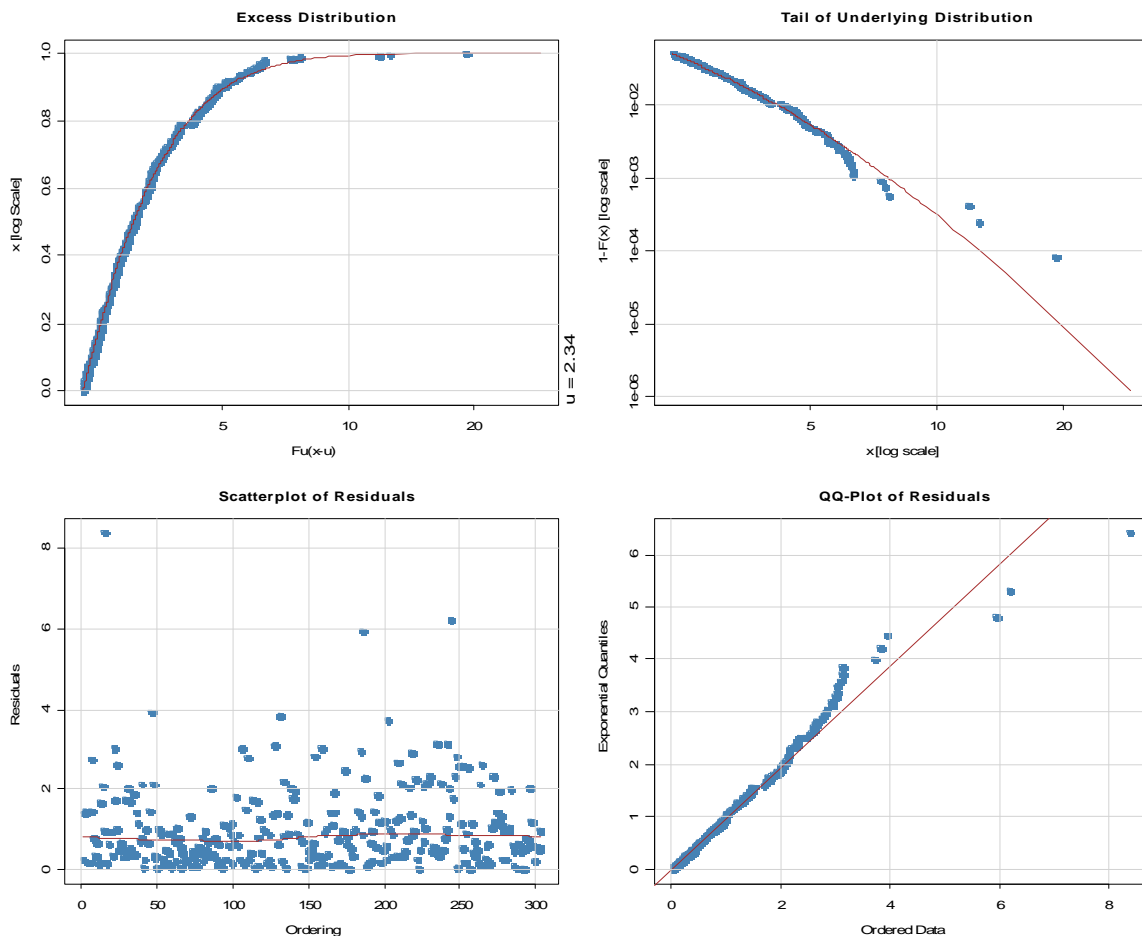 Excess Distribution
x [log Scale]
0.0 0.2 0.4 0.6 0.8 1.0
5 10 20
Fu(x-u)
u = 2.34
Tail of Underlying Distribution
1-F(x) [log scale]
1e-06 1e-05 1e-04 1e-03 1e-02
5 10 20
x[log scale]
Scatterplot of Residuals
Residuals
0 2 4 6 8
0 50 100 150 200 250 300
Ordering
QQ-Plot of Residuals
Exponential Quantiles
0 1 2 3 4 5 6
0 2 4 6 8
Ordered Data